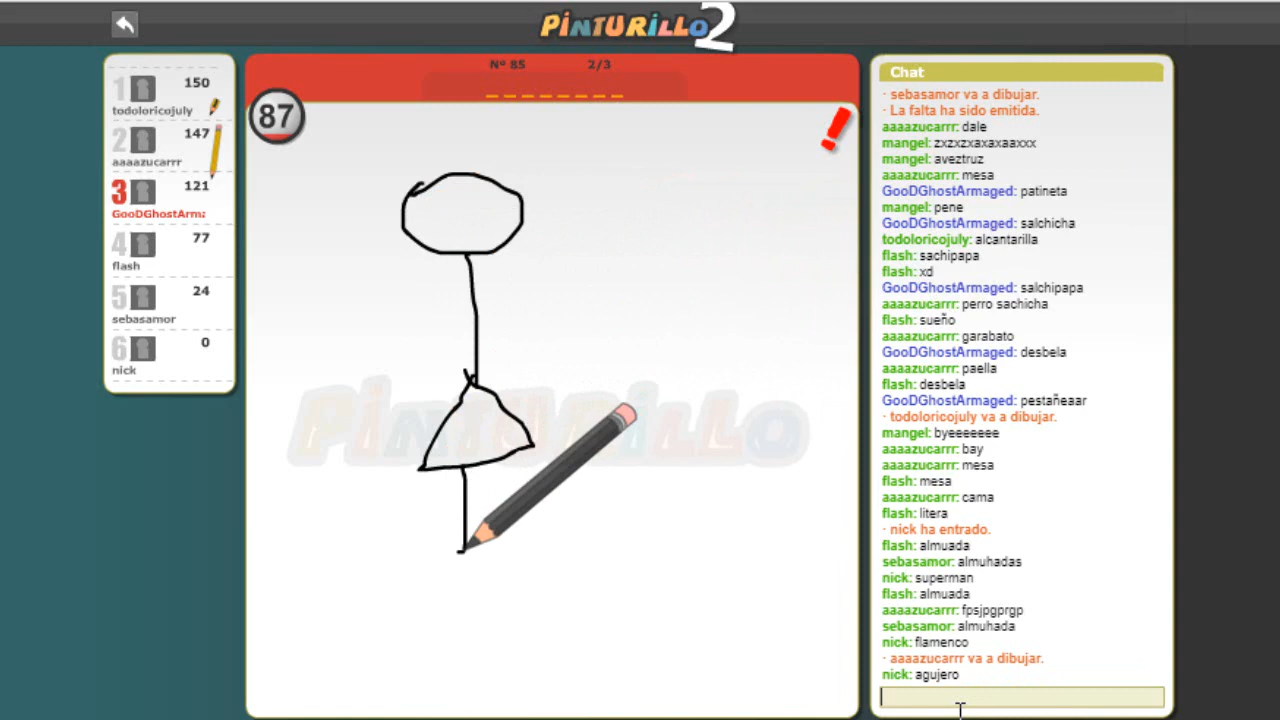 PINTURILLO2
Nº 85 2/3
87
1 150
todoloricojuly
2 147
aaaazucarrr
3 121
GooDGhostArma
4 77
flash
5 24
sebasamor
6 0
nick
PINTURILLO
Chat
· sebasamor va a dibujar.
· La falta ha sido emitida.
aaaazucarrr: dale
mangel: zxzxzxaxaxaaxxx
mangel: aveztruz
aaaazucarrr: mesa
GooDGhostArmaged: patineta
mangel: pene
GooDGhostArmaged: salchicha
todoloricojuly: alcantarilla
flash: sachipapa
flash: xd
GooDGhostArmaged: salchipapa
aaaazucarrr: perro sachicha
flash: sueño
aaaazucarrr: garabato
GooDGhostArmaged: desbela
aaaazucarrr: paella
flash: desbela
GooDGhostArmaged: pestañeaar
· todoloricojuly va a dibujar.
mangel: byeeeeeee
aaaazucarrr: bay
aaaazucarrr: mesa
flash: mesa
aaaazucarrr: cama
flash: litera
· nick ha entrado.
flash: almuada
sebasamor: almuhadas
nick: superman
flash: almuada
aaaazucarrr: fpsjpgprgp
sebasamor: almuhada
nick: flamenco
· aaaazucarrr va a dibujar.
nick: agujero